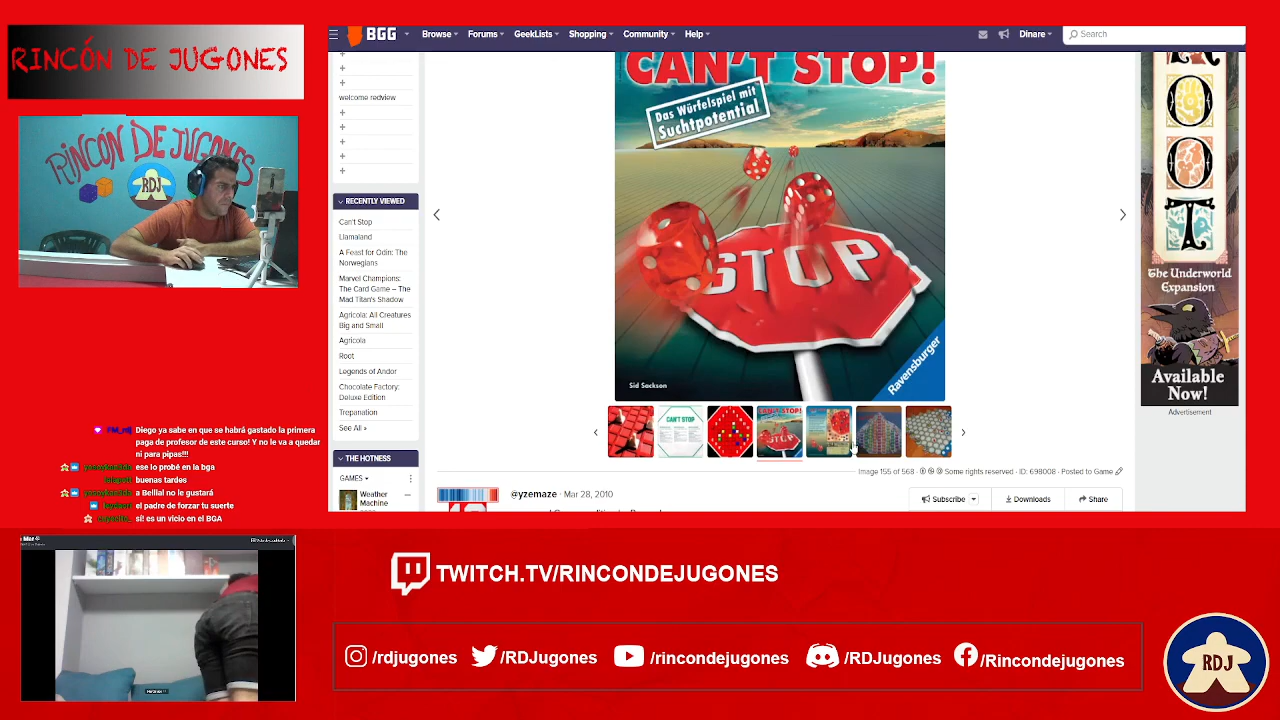 RINCÓN DE JUGONES
RINCÓN DE JUGONES
RDJ
Diego ya sabe en que se habrá gastado la primera
paga de profesor de este curso! Y no le va a quedar
ni para pipas!!!
ese lo probé en la bga
buenas tardes
a Bellial no le gustará
el padre de forzar tu suerte
sí! es un vicio en el BGA
BGG
Browse
Forums
GeekLists
Shopping
Community
Help
Dinare
Search
welcome redview
RECENTLY VIEWED
Can't Stop
Llamaland
A Feast for Odin: The
Norwegians
Marvel Champions:
The Card Game – The
Mad Titan's Shadow
Agricola: All Creatures
Big and Small
Agricola
Root
Legends of Andor
Chocolate Factory:
Deluxe Edition
Trepanation
See All »
THE HOTNESS
GAMES
Weather
Machine
CAN'T STOP!
Das Würfelspiel mit
Suchtpotential
STOP
Sid Sackson
Ravensburger
CAN'T STOP
CAN'T STOP!
Image 155 of 568 · Some rights reserved · ID: 698008 · Posted to Game
@yzemaze · Mar 28, 2010
Subscribe
Downloads
Share
The Underworld
Expansion
Available
Now!
Advertisement
TWITCH.TV/RINCONDEJUGONES
/rdjugones
/RDJugones
/rincondejugones
/RDJugones
/Rincondejugones
RDJ